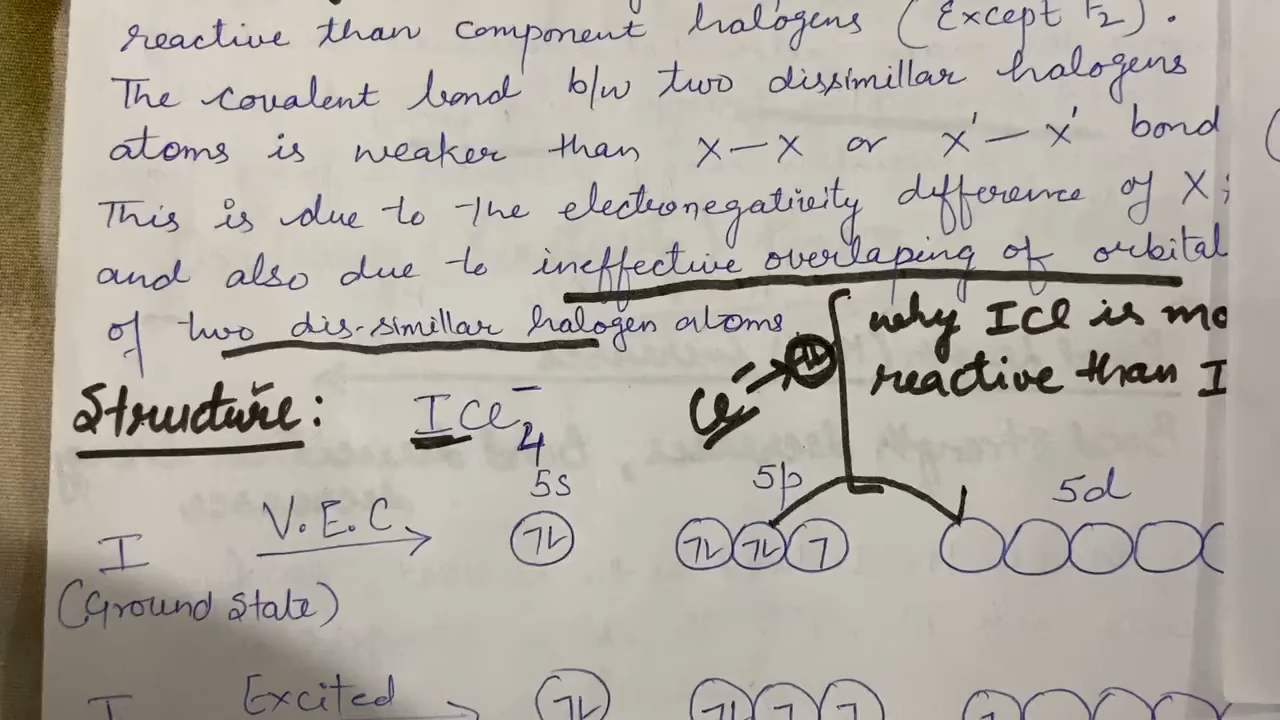 reactive than component halogens (Except F2).
The covalent bond b/w two dissimillar halogens
atoms is weaker than X—X or X'—X' bond
This is due to the electronegativity difference of X;
and also due to ineffective overlaping of orbital
of two dis-similar halogen atoms.
why ICl is mo
reactive than I
Structure: ICl4⁻
Cl⁻
5s 5p 5d
I V.E.C.
(Ground State)
I Excited